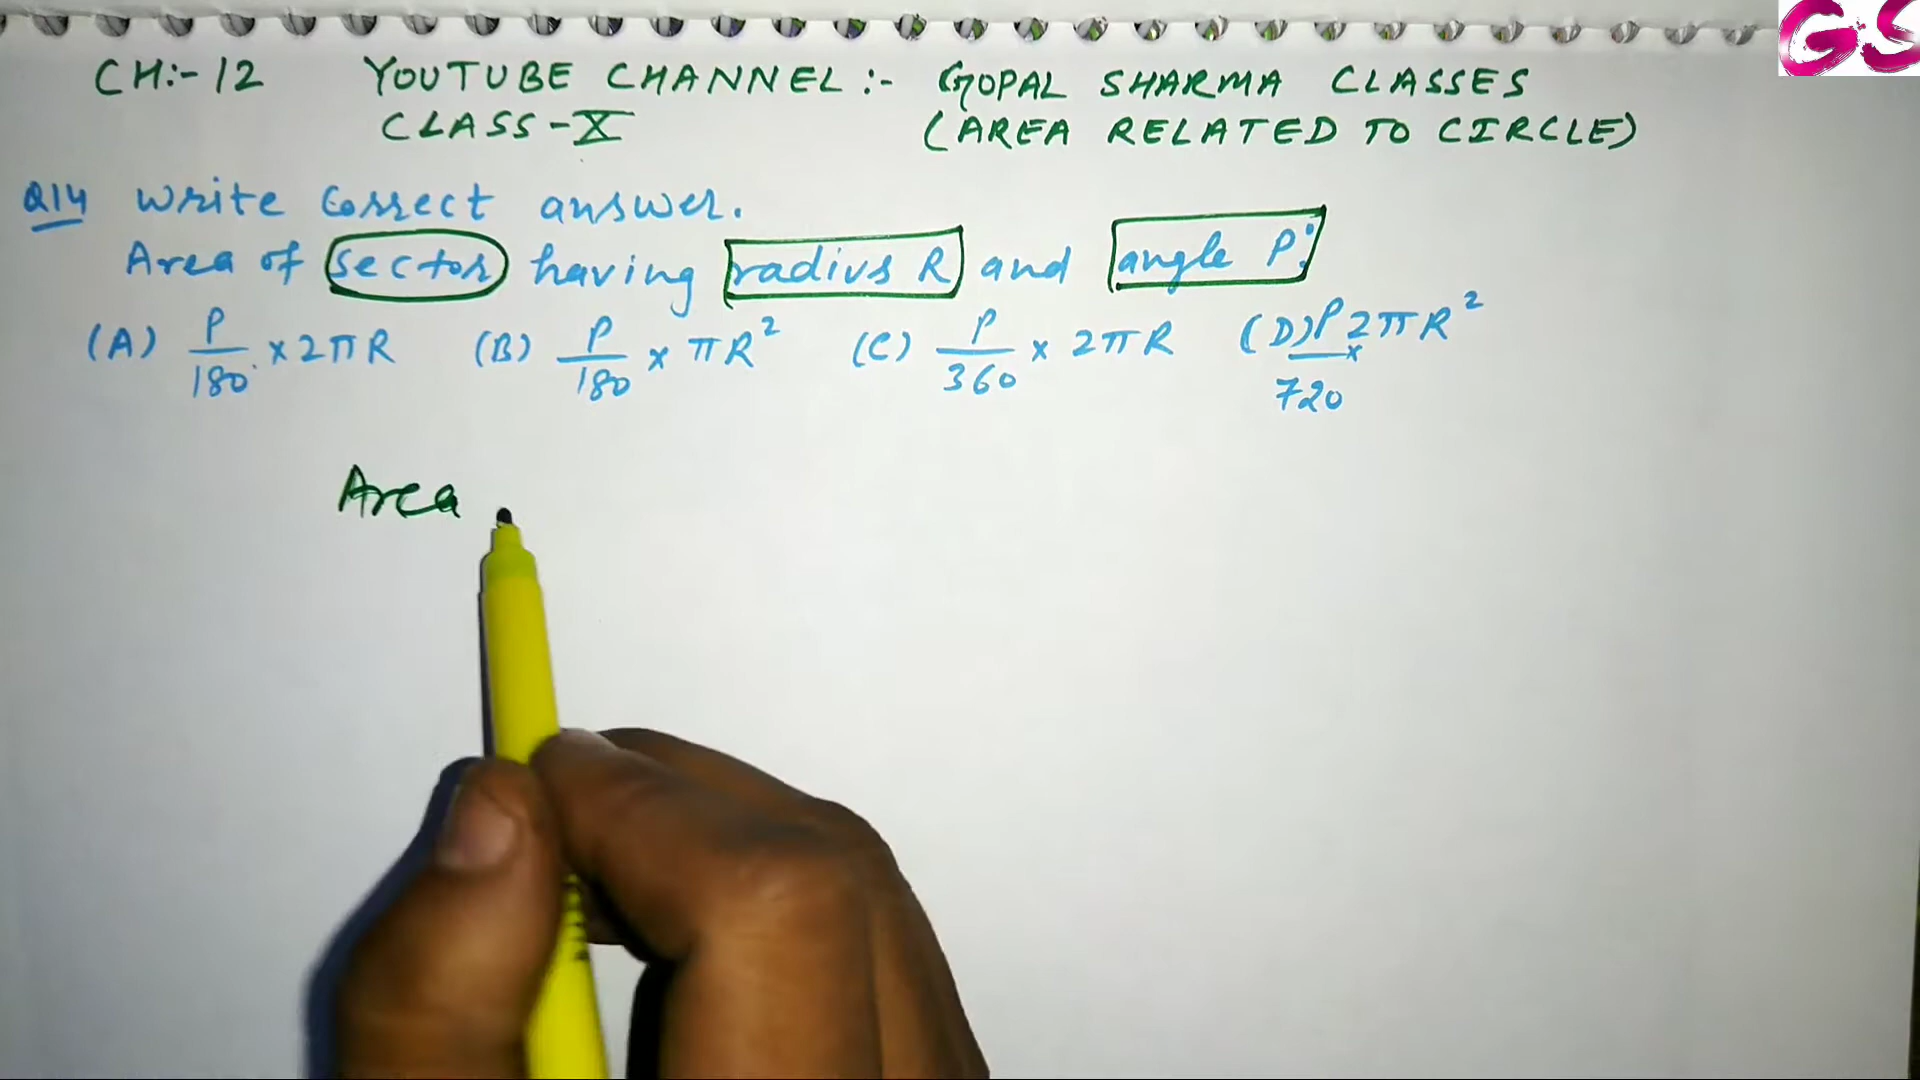 GS
CH:-12 YOUTUBE CHANNEL:- GOPAL SHARMA CLASSES
CLASS-X (AREA RELATED TO CIRCLE)
Q14 Write Correct answer.
Area of sector having radius R and angle P°:
(A) P/180 × 2πR (B) P/180 × πR² (C) P/360 × 2πR (D) P/720 × 2πR²
Area